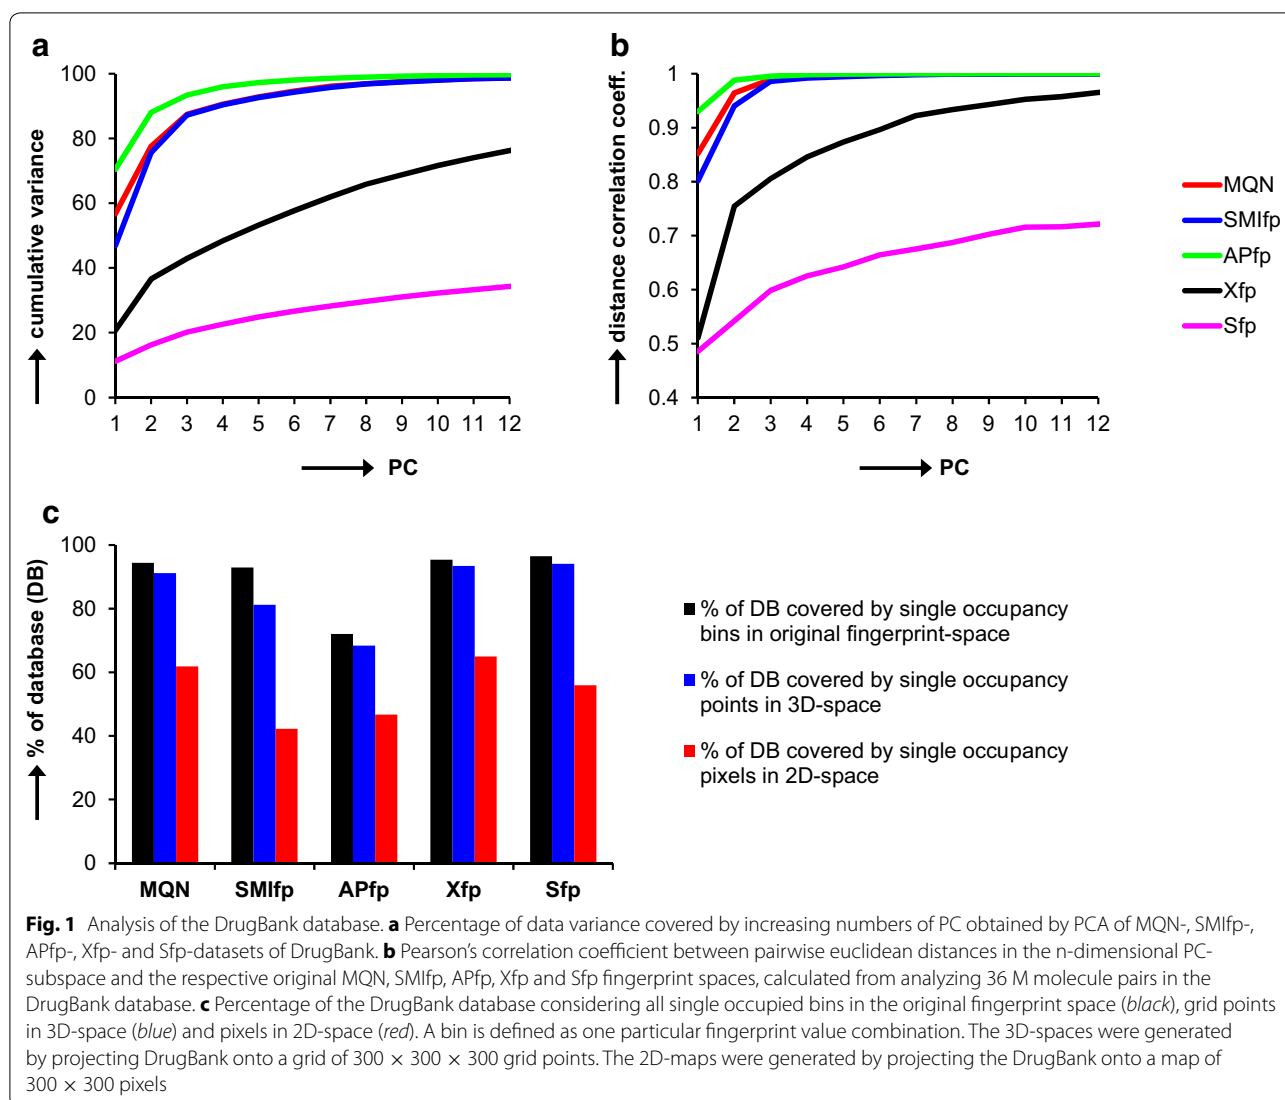 a
cumulative variance
100
80
60
40
20
0
1 2 3 4 5 6 7 8 9 10 11 12
PC
b
distance correlation coeff.
1
0.9
0.8
0.7
0.6
0.5
0.4
1 2 3 4 5 6 7 8 9 10 11 12
PC
MQN
SMIfp
APfp
Xfp
Sfp
c
% of database (DB)
100
80
60
40
20
0
MQN SMIfp APfp Xfp Sfp
% of DB covered by single occupancy
bins in original fingerprint-space
% of DB covered by single occupancy
points in 3D-space
% of DB covered by single occupancy
pixels in 2D-space
Fig. 1 Analysis of the DrugBank database. a Percentage of data variance covered by increasing numbers of PC obtained by PCA of MQN-, SMIfp-,
APfp-, Xfp- and Sfp-datasets of DrugBank. b Pearson's correlation coefficient between pairwise euclidean distances in the n-dimensional PC-
subspace and the respective original MQN, SMIfp, APfp, Xfp and Sfp fingerprint spaces, calculated from analyzing 36 M molecule pairs in the
DrugBank database. c Percentage of the DrugBank database considering all single occupied bins in the original fingerprint space (black), grid points
in 3D-space (blue) and pixels in 2D-space (red). A bin is defined as one particular fingerprint value combination. The 3D-spaces were generated
by projecting DrugBank onto a grid of 300 × 300 × 300 grid points. The 2D-maps were generated by projecting the DrugBank onto a map of
300 × 300 pixels